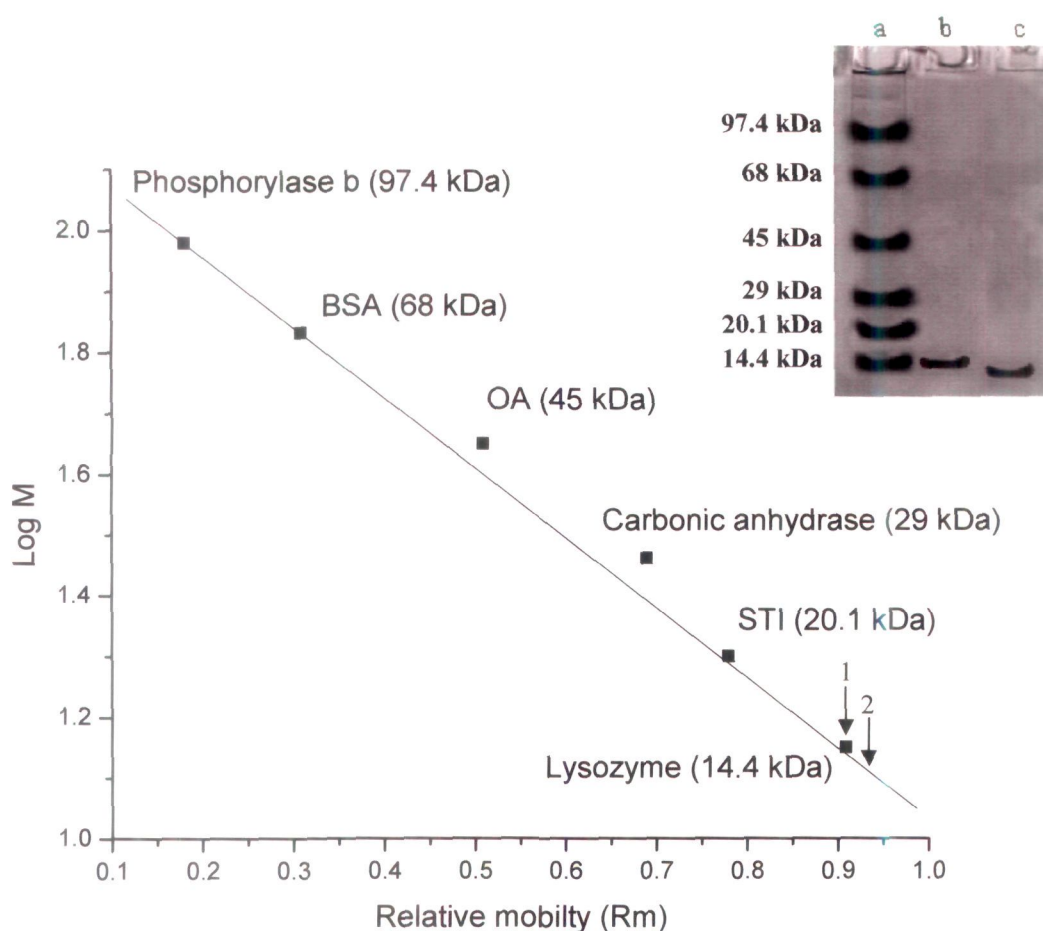 a b c
97.4 kDa
68 kDa
45 kDa
29 kDa
20.1 kDa
14.4 kDa
Phosphorylase b (97.4 kDa)
BSA (68 kDa)
OA (45 kDa)
Carbonic anhydrase (29 kDa)
STI (20.1 kDa)
1
2
Lysozyme (14.4 kDa)
Log M
2.0
1.8
1.6
1.4
1.2
1.0
0.1 0.2 0.3 0.4 0.5 0.6 0.7 0.8 0.9 1.0
Relative mobilty (Rm)